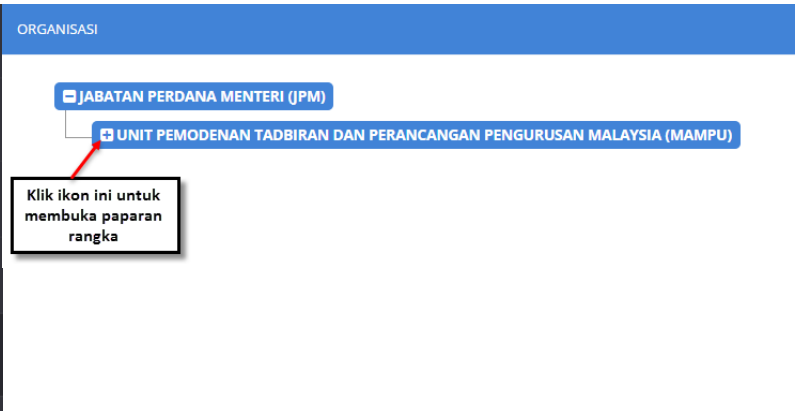 ORGANISASI
JABATAN PERDANA MENTERI (JPM)
UNIT PEMODENAN TADBIRAN DAN PERANCANGAN PENGURUSAN MALAYSIA (MAMPU)
Klik ikon ini untuk
membuka paparan
rangka